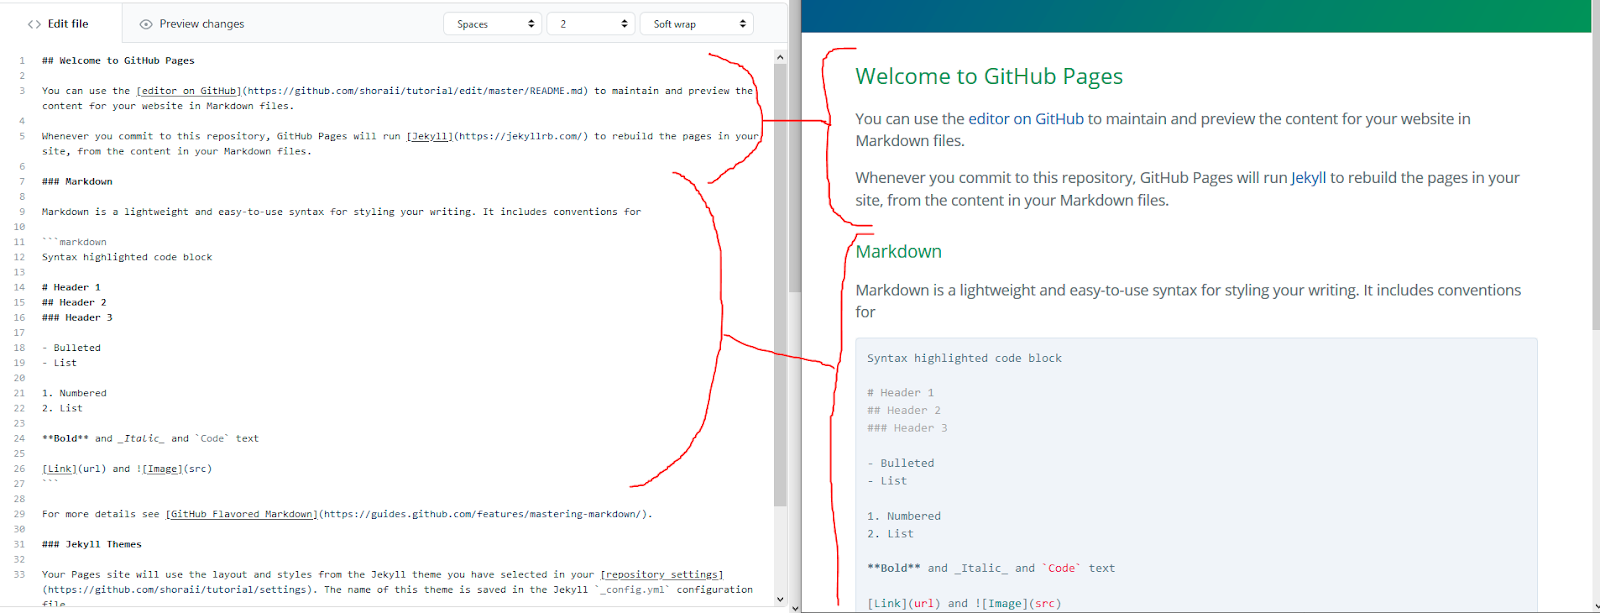 Edit file
Preview changes
Spaces
2
Soft wrap
1 ## Welcome to GitHub Pages
2
3 You can use the [editor on GitHub](https://github.com/shoraii/tutorial/edit/master/README.md) to maintain and preview the
content for your website in Markdown files.
4
5 Whenever you commit to this repository, GitHub Pages will run [Jekyll](https://jekyllrb.com/) to rebuild the pages in your
site, from the content in your Markdown files.
6
7 ### Markdown
8
9 Markdown is a lightweight and easy-to-use syntax for styling your writing. It includes conventions for
10
11 ```markdown
12 Syntax highlighted code block
13
14 # Header 1
15 ## Header 2
16 ### Header 3
17
18 - Bulleted
19 - List
20
21 1. Numbered
22 2. List
23
24 **Bold** and _Italic_ and `Code` text
25
26 [Link](url) and ![Image](src)
27 ```
28
29 For more details see [GitHub Flavored Markdown](https://guides.github.com/features/mastering-markdown/).
30
31 ### Jekyll Themes
32
33 Your Pages site will use the layout and styles from the Jekyll theme you have selected in your [repository settings]
(https://github.com/shoraii/tutorial/settings). The name of this theme is saved in the Jekyll `_config.yml` configuration
file.
Welcome to GitHub Pages
You can use the editor on GitHub to maintain and preview the content for your website in
Markdown files.
Whenever you commit to this repository, GitHub Pages will run Jekyll to rebuild the pages in your
site, from the content in your Markdown files.
Markdown
Markdown is a lightweight and easy-to-use syntax for styling your writing. It includes conventions
for
Syntax highlighted code block
# Header 1
## Header 2
### Header 3
- Bulleted
- List
1. Numbered
2. List
**Bold** and _Italic_ and `Code` text
[Link](url) and ![Image](src)